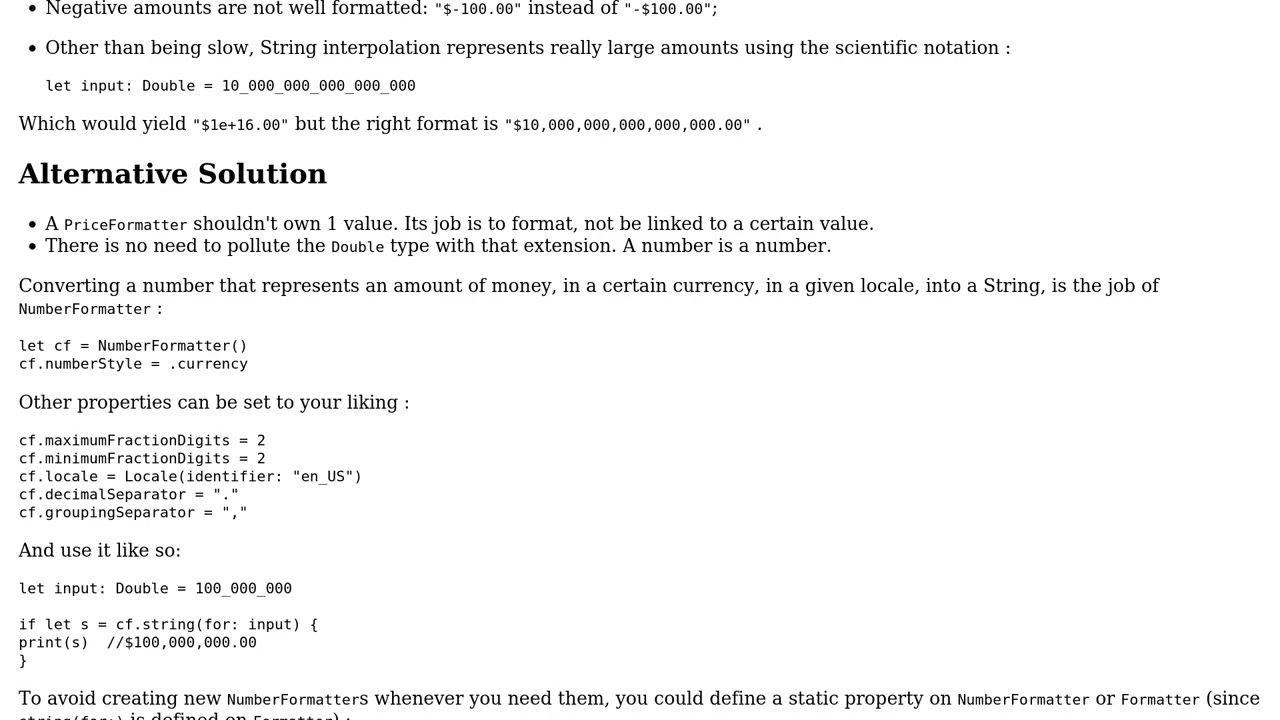 Negative amounts are not well formatted: "$-100.00" instead of "-$100.00";
Other than being slow, String interpolation represents really large amounts using the scientific notation :
let input: Double = 10_000_000_000_000_000
Which would yield "$1e+16.00" but the right format is "$10,000,000,000,000,000.00" .
Alternative Solution
A PriceFormatter shouldn't own 1 value. Its job is to format, not be linked to a certain value.
There is no need to pollute the Double type with that extension. A number is a number.
Converting a number that represents an amount of money, in a certain currency, in a given locale, into a String, is the job of
NumberFormatter :
let cf = NumberFormatter()
cf.numberStyle = .currency
Other properties can be set to your liking :
cf.maximumFractionDigits = 2
cf.minimumFractionDigits = 2
cf.locale = Locale(identifier: "en_US")
cf.decimalSeparator = "."
cf.groupingSeparator = ","
And use it like so:
let input: Double = 100_000_000
if let s = cf.string(for: input) {
print(s)  //$100,000,000.00
}
To avoid creating new NumberFormatters whenever you need them, you could define a static property on NumberFormatter or Formatter (since
string(for:) is defined on Formatter) :